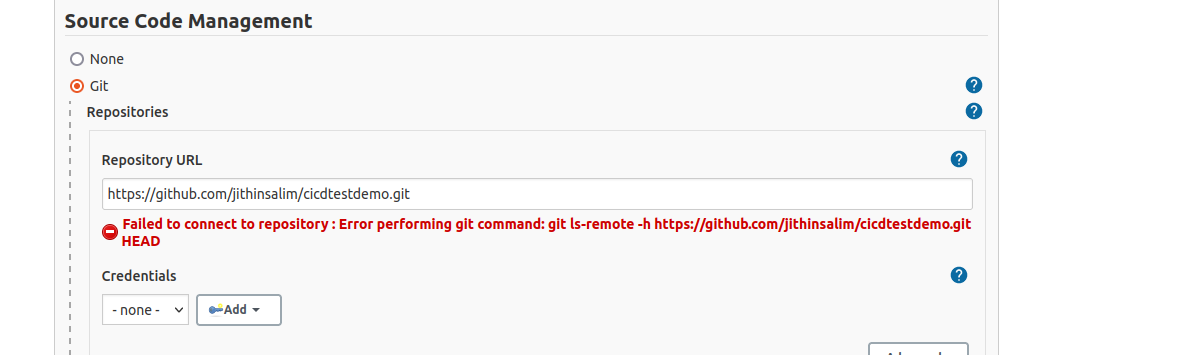 Source Code Management
None
Git
?
Repositories
?
Repository URL
?
https://github.com/jithinsalim/cicdtestdemo.git
Failed to connect to repository : Error performing git command: git ls-remote -h https://github.com/jithinsalim/cicdtestdemo.git
HEAD
Credentials
?
- none -
Add